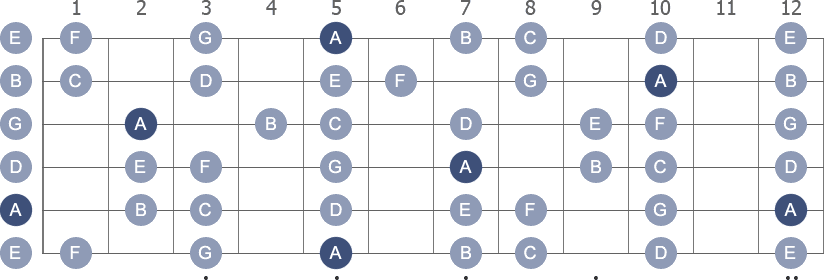 1 2 3 4 5 6 7 8 9 10 11 12
E F G A B C D E
B C D E F G A B
G A B C D E F G
D E F G A B C D
A B C D E F G A
E F G A B C D E